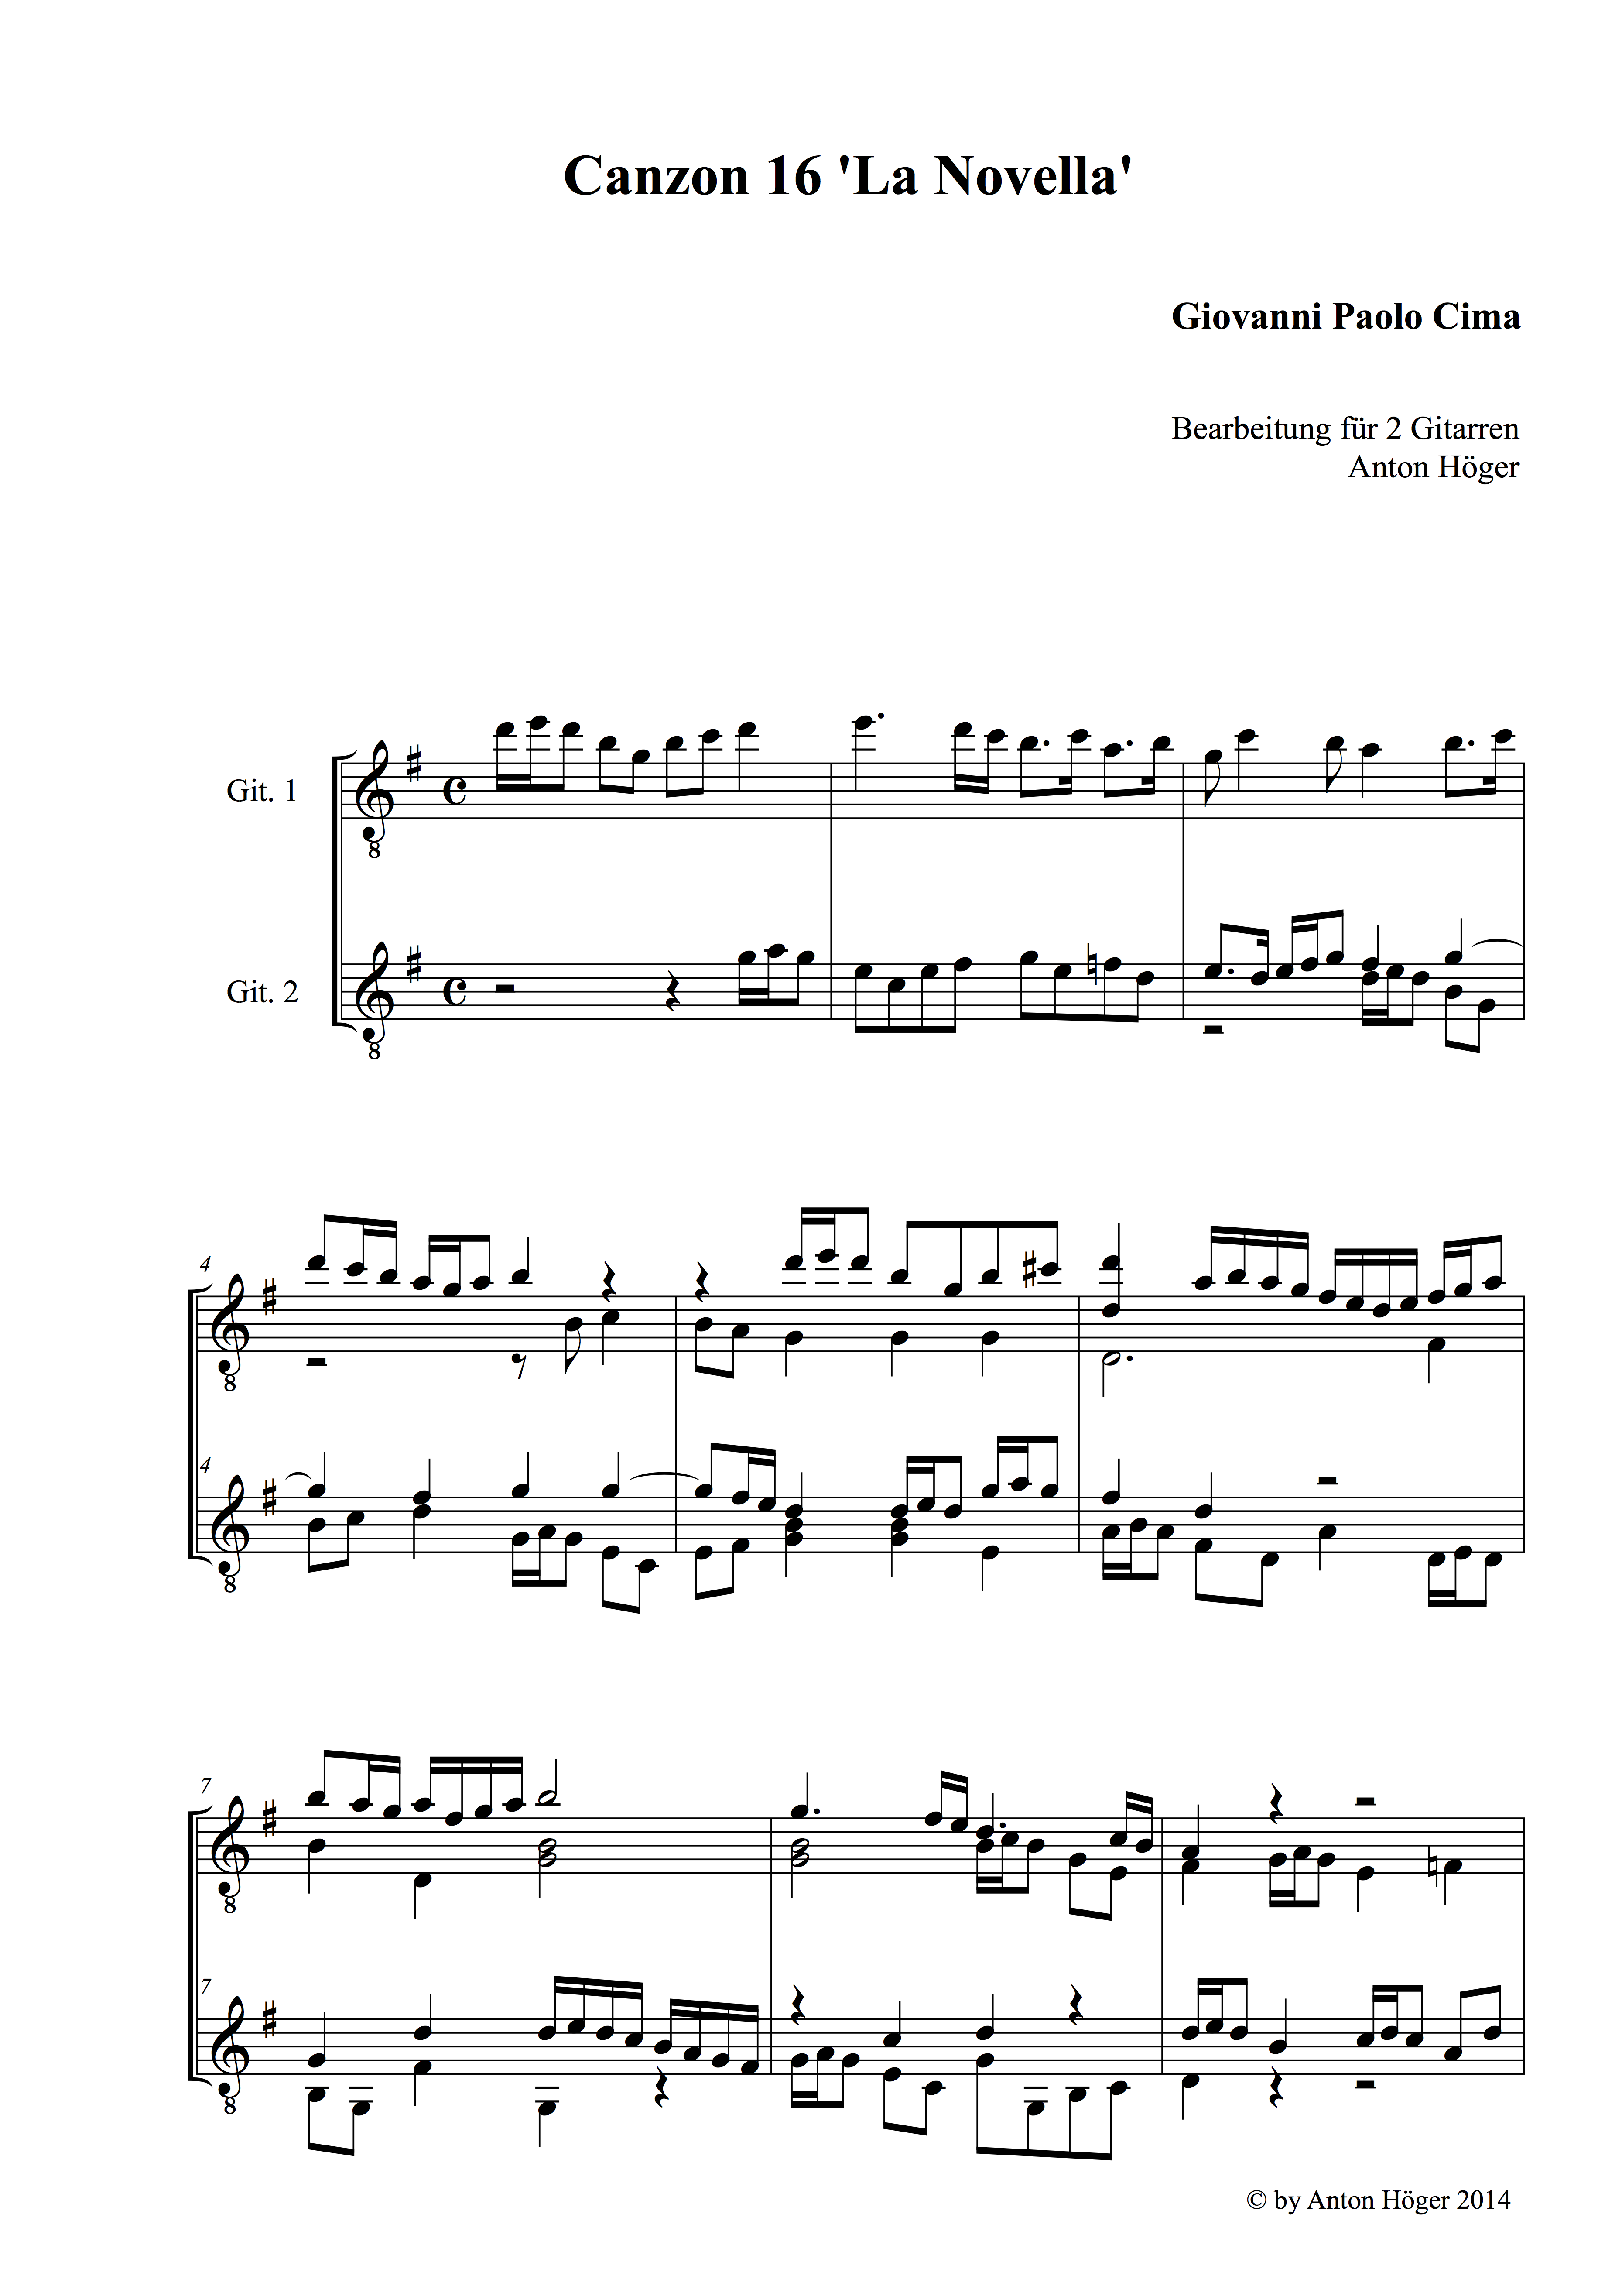 Canzon 16 'La Novella'
Giovanni Paolo Cima
Bearbeitung für 2 Gitarren
Anton Höger
Git. 1
8
Git. 2
8
4
8
4
8
7
8
7
8
© by Anton Höger 2014